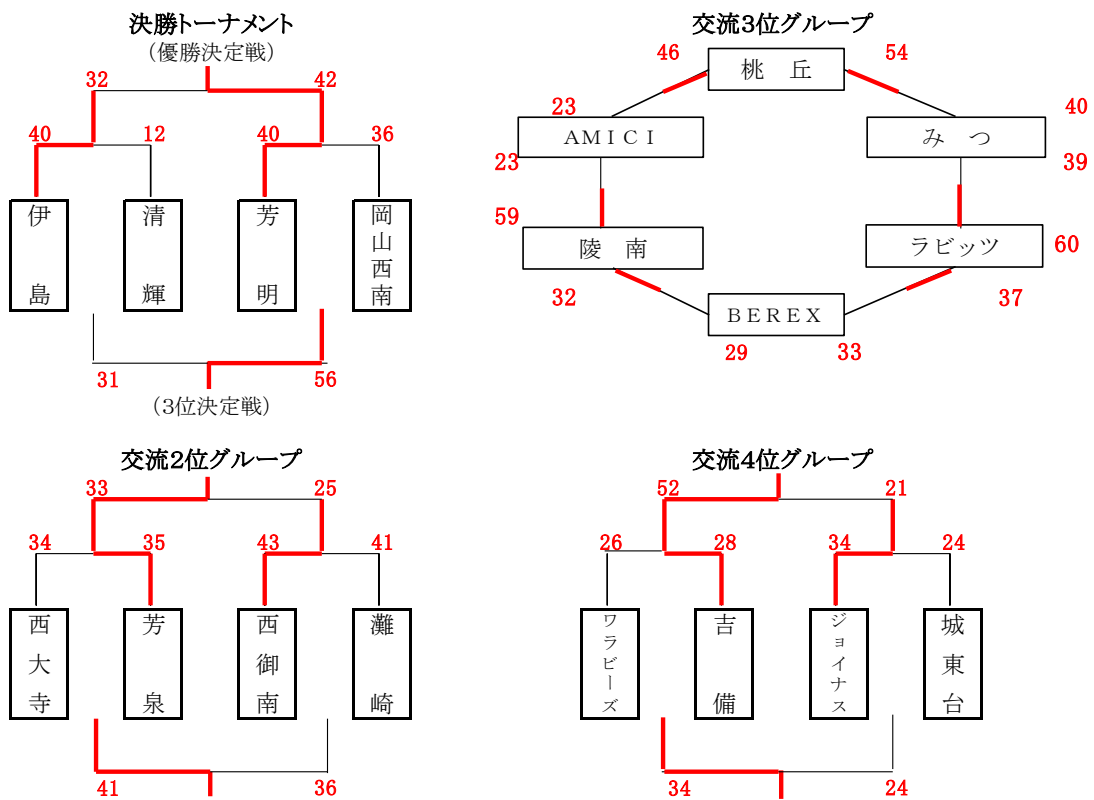 決勝トーナメント
(優勝決定戦)
32 42
40 12 40 36
伊島
清輝
芳明
岡山西南
31 56
(3位決定戦)
交流3位グループ
46 54
桃丘
23 40
AMICI
みつ
23 39
59
陵南
ラビッツ
60
32 37
BEREX
29 33
交流2位グループ
33 25
34 35 43 41
西大寺
芳泉
西御南
灘崎
41 36
交流4位グループ
52 21
26 28 34 24
ワラビーズ
吉備
ジョイナス
城東台
34 24